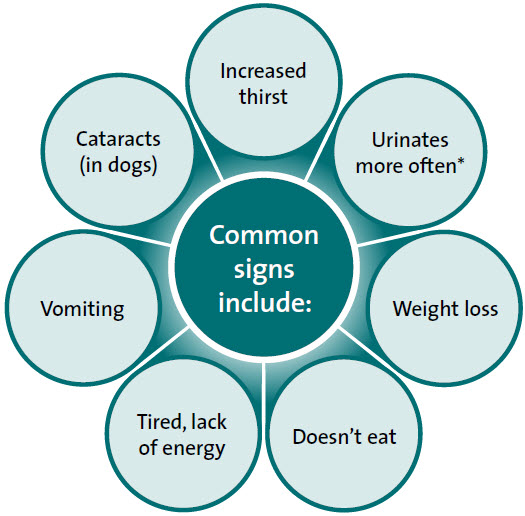 Common
signs
include:
Increased
thirst
Urinates
more often*
Weight loss
Doesn’t eat
Tired, lack
of energy
Vomiting
Cataracts
(in dogs)